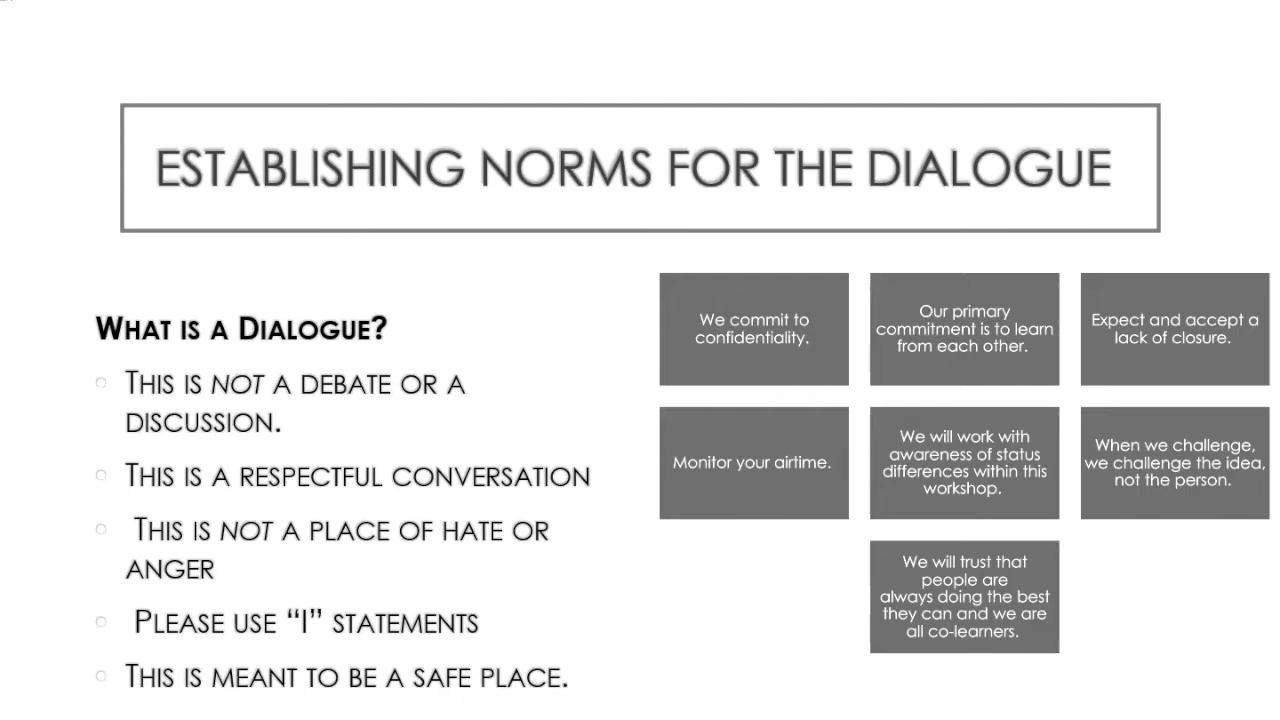 ESTABLISHING NORMS FOR THE DIALOGUE
WHAT IS A DIALOGUE?
THIS IS NOT A DEBATE OR A
DISCUSSION.
THIS IS A RESPECTFUL CONVERSATION
THIS IS NOT A PLACE OF HATE OR
ANGER
PLEASE USE “I” STATEMENTS
THIS IS MEANT TO BE A SAFE PLACE.
We commit to
confidentiality.
Our primary
commitment is to learn
from each other.
Expect and accept a
lack of closure.
Monitor your airtime.
We will work with
awareness of status
differences within this
workshop.
When we challenge,
we challenge the idea,
not the person.
We will trust that
people are
always doing the best
they can and we are
all co-learners.